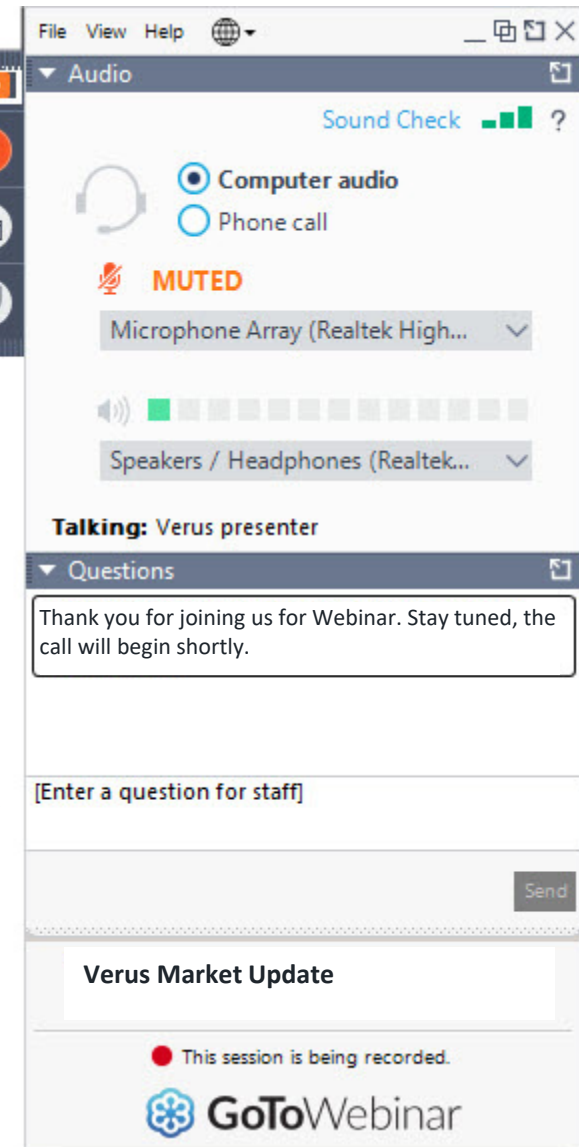 File View Help
Audio
Sound Check ?
Computer audio
Phone call
MUTED
Microphone Array (Realtek High...
Speakers / Headphones (Realtek...
Talking: Verus presenter
Questions
Thank you for joining us for Webinar. Stay tuned, the
call will begin shortly.
[Enter a question for staff]
Send
Verus Market Update
This session is being recorded.
GoToWebinar